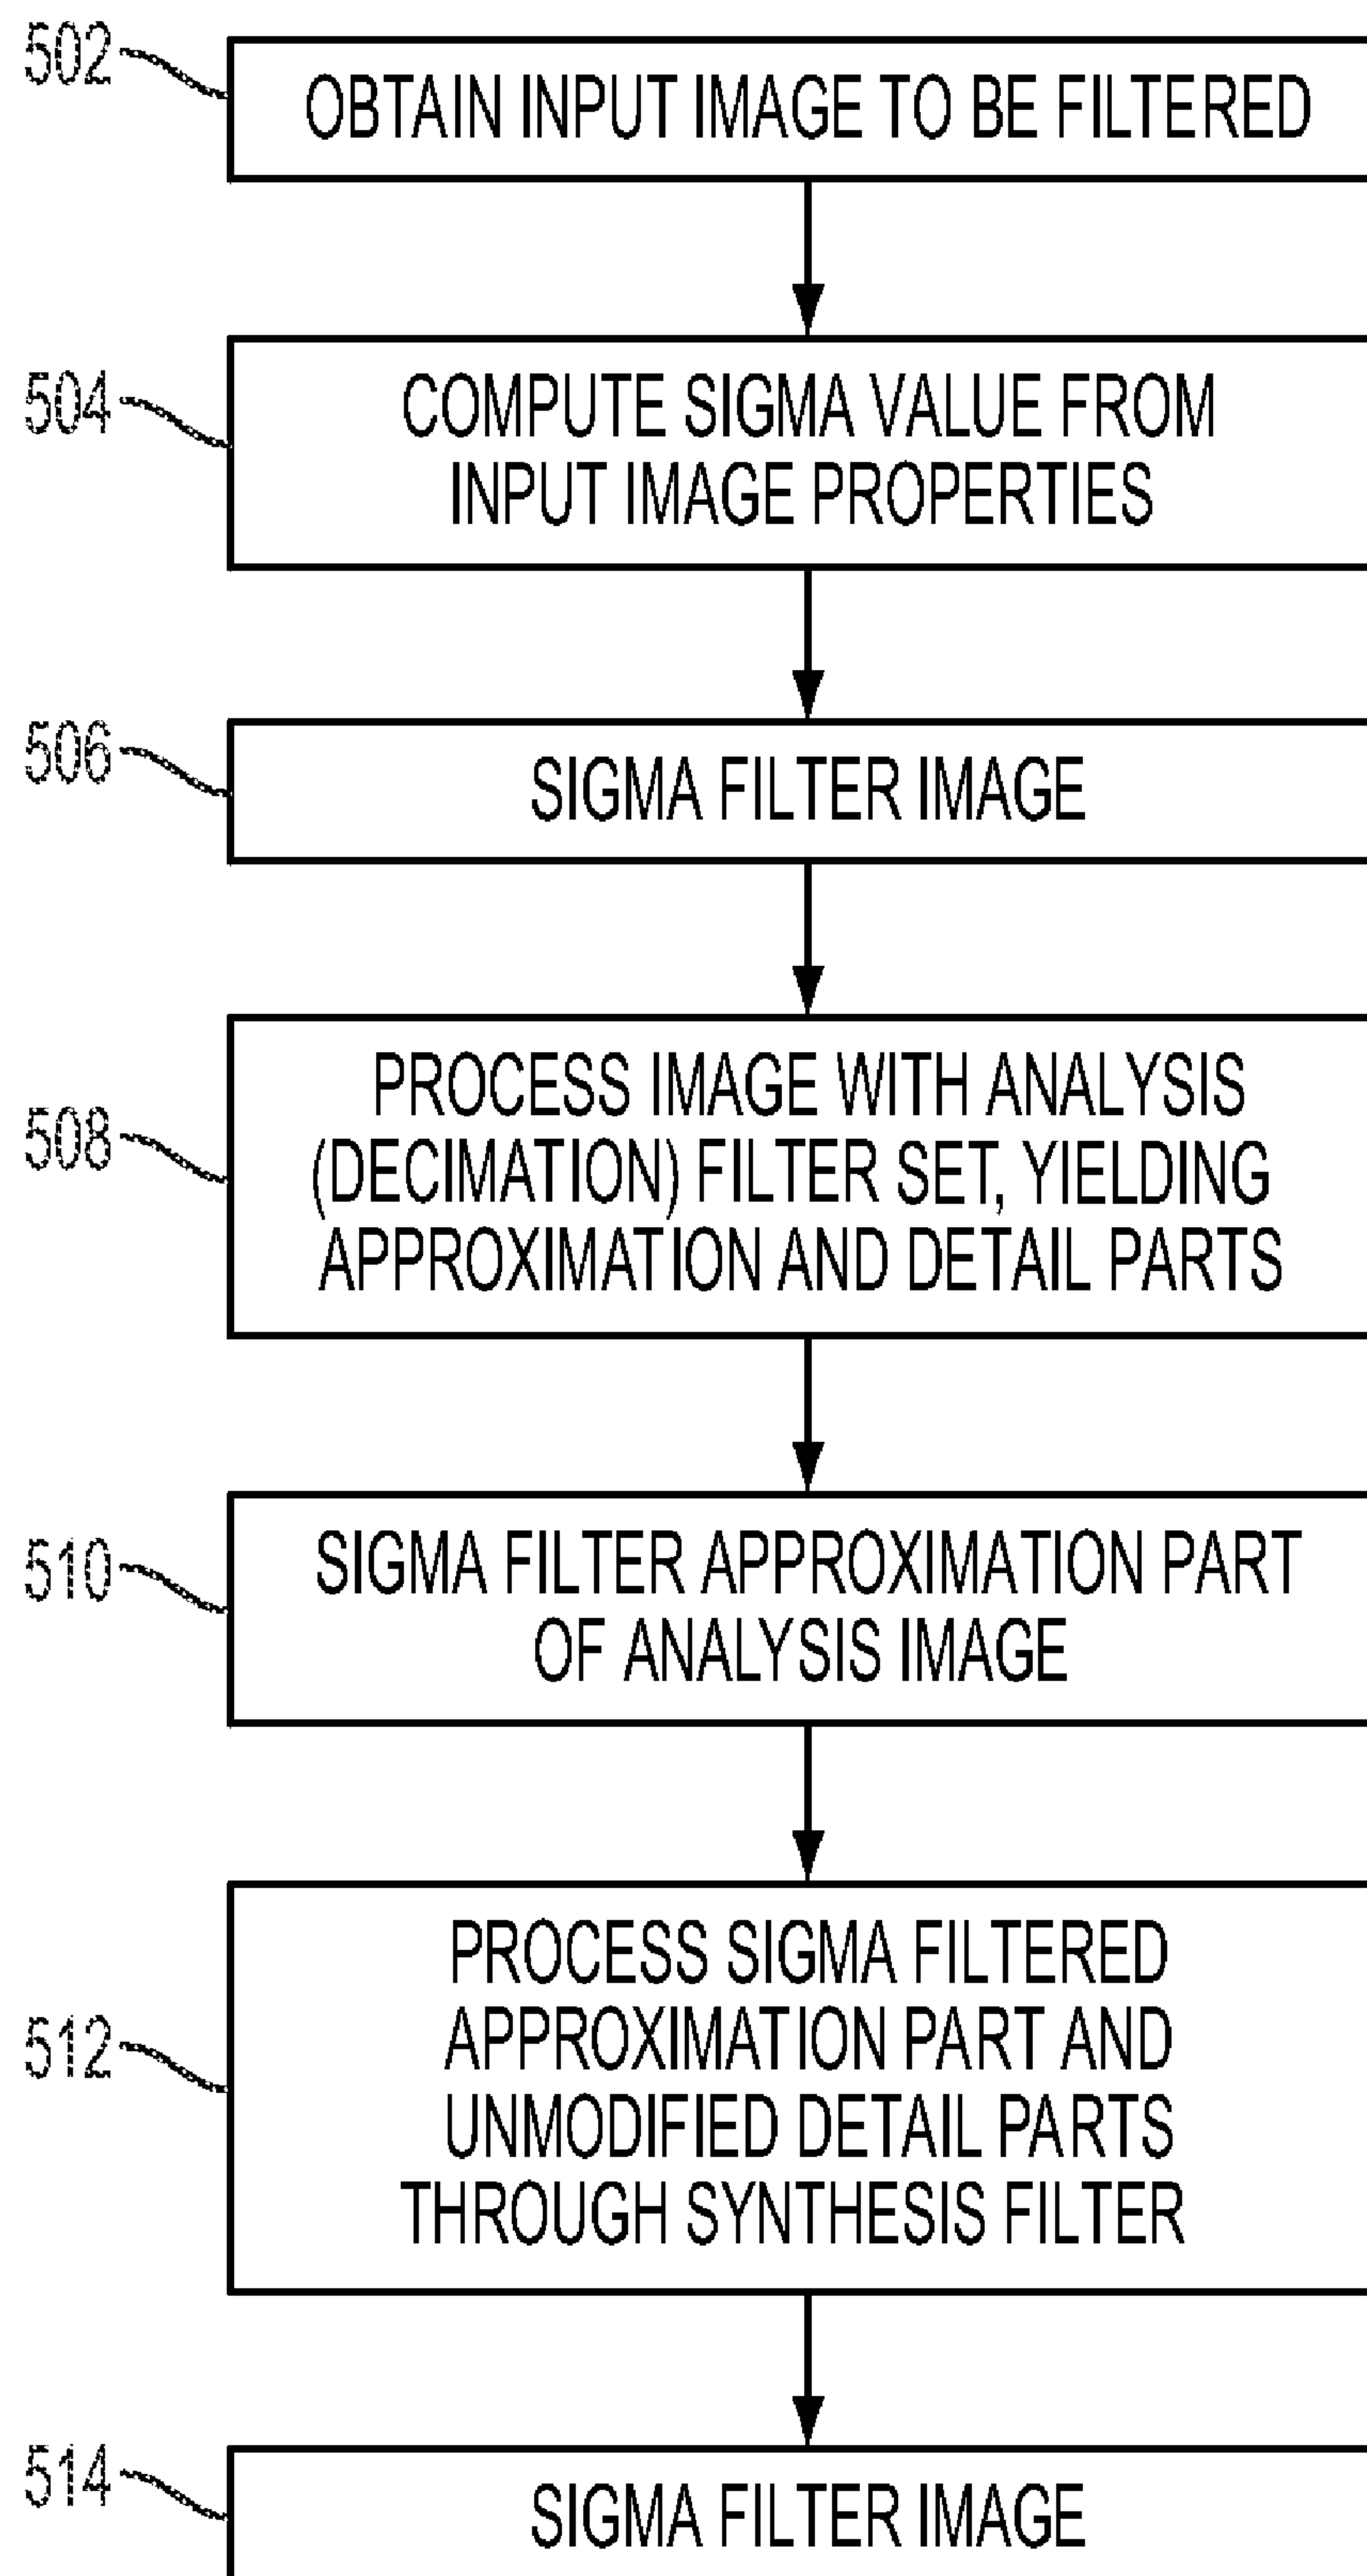 502
OBTAIN INPUT IMAGE TO BE FILTERED
504
COMPUTE SIGMA VALUE FROM
INPUT IMAGE PROPERTIES
506
SIGMA FILTER IMAGE
508
PROCESS IMAGE WITH ANALYSIS
(DECIMATION) FILTER SET, YIELDING
APPROXIMATION AND DETAIL PARTS
510
SIGMA FILTER APPROXIMATION PART
OF ANALYSIS IMAGE
512
PROCESS SIGMA FILTERED
APPROXIMATION PART AND
UNMODIFIED DETAIL PARTS
THROUGH SYNTHESIS FILTER
514
SIGMA FILTER IMAGE